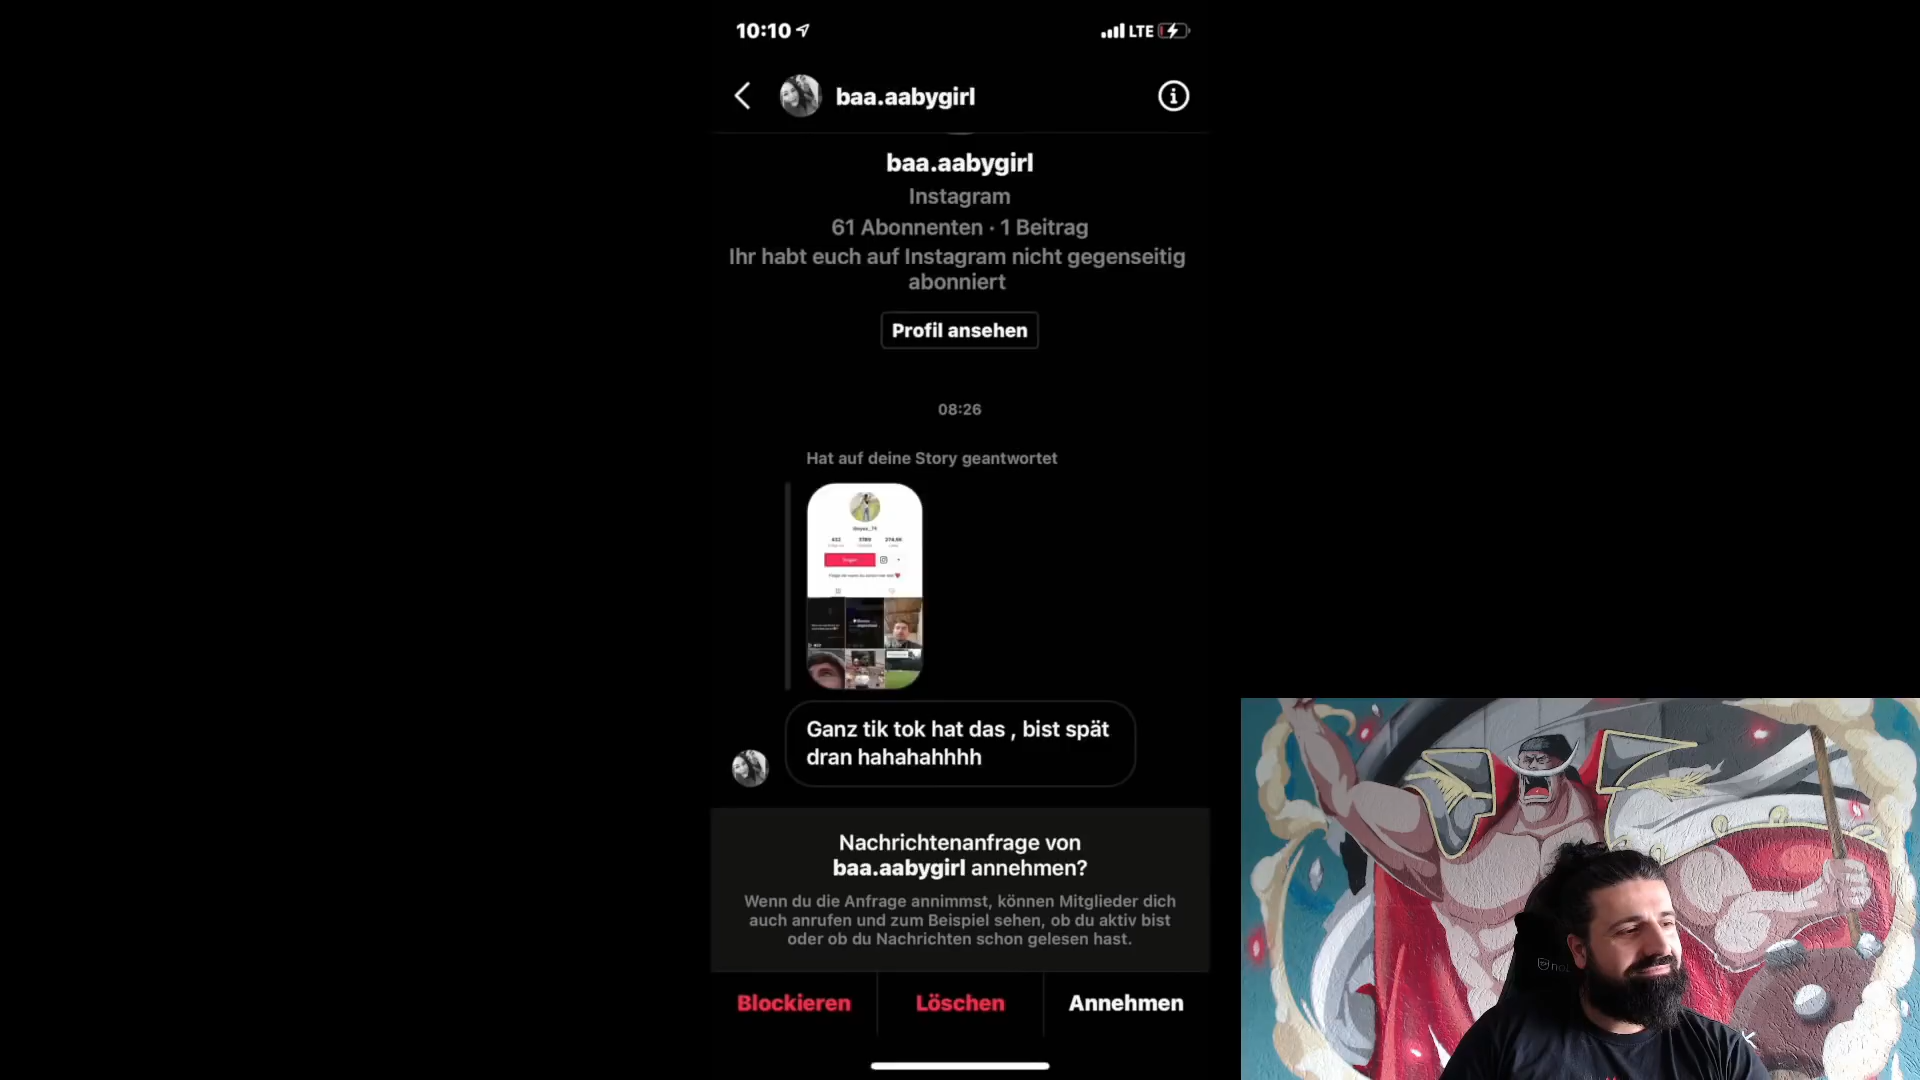 10:10
LTE
baa.aabygirl
baa.aabygirl
Instagram
61 Abonnenten · 1 Beitrag
Ihr habt euch auf Instagram nicht gegenseitig
abonniert
Profil ansehen
08:26
Hat auf deine Story geantwortet
Ganz tik tok hat das , bist spät
dran hahahahhhh
Nachrichtenanfrage von
baa.aabygirl annehmen?
Wenn du die Anfrage annimmst, können Mitglieder dich
auch anrufen und zum Beispiel sehen, ob du aktiv bist
oder ob du Nachrichten schon gelesen hast.
Blockieren
Löschen
Annehmen